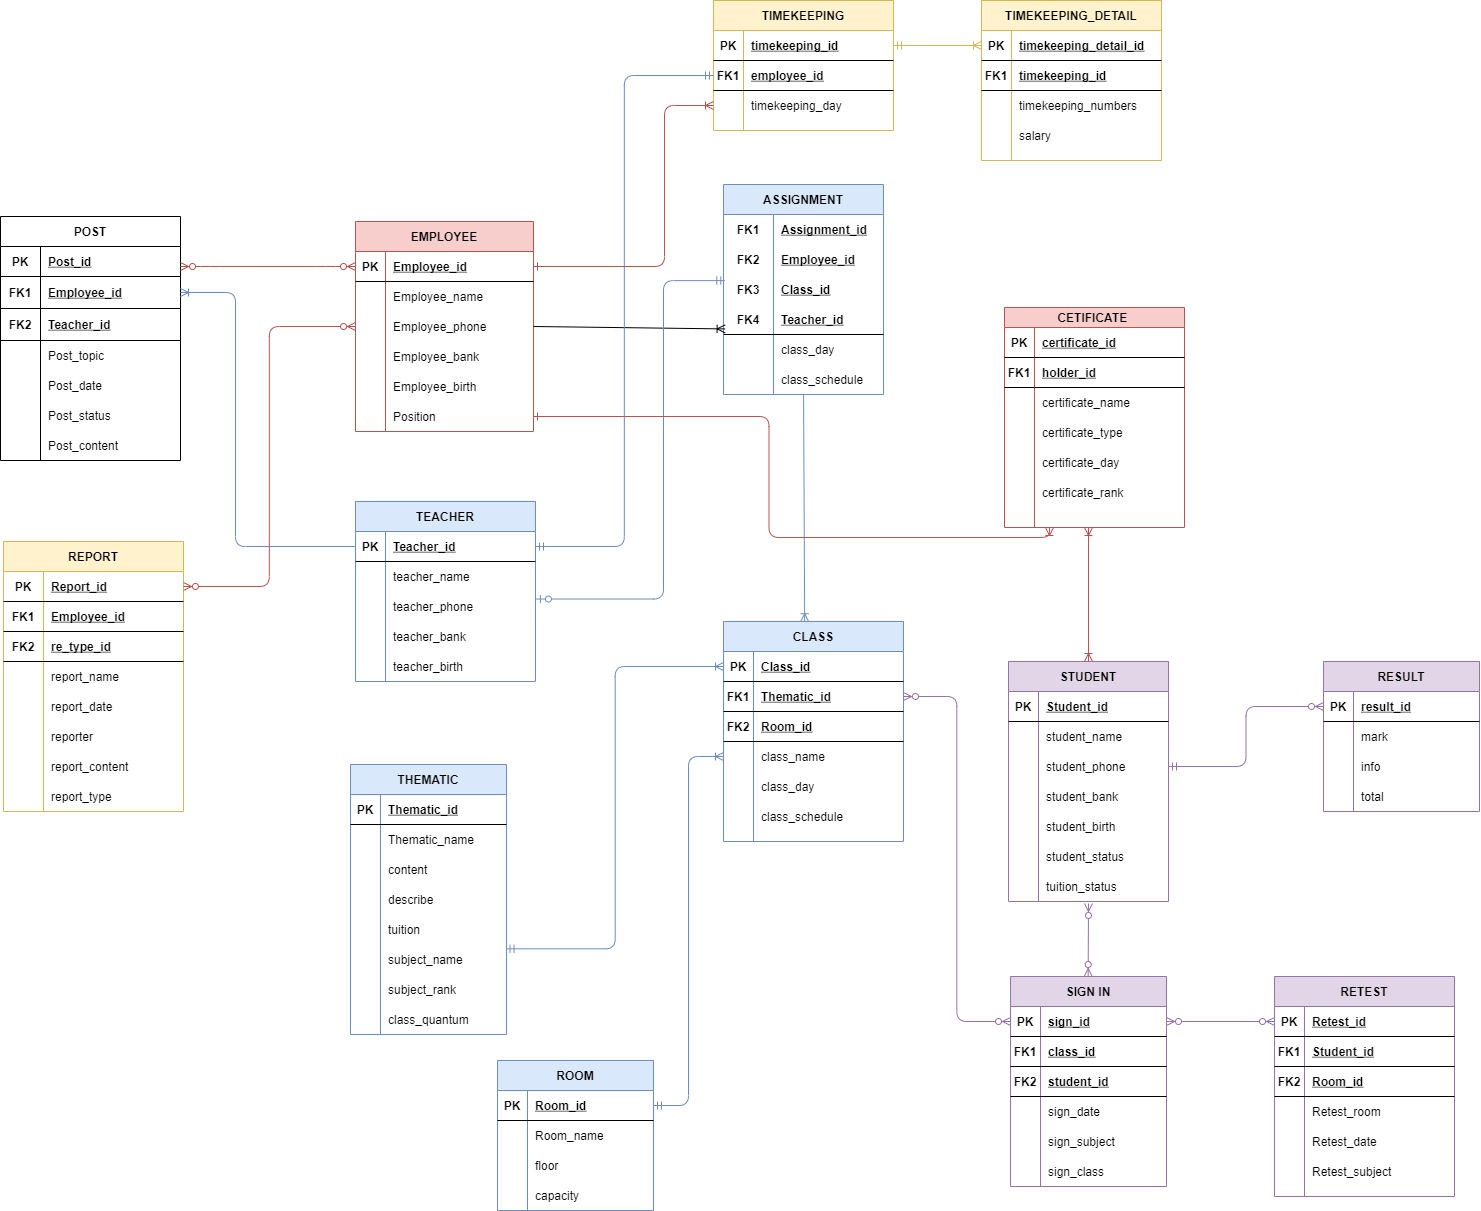 TIMEKEEPING
PK timekeeping_id
FK1 employee_id
timekeeping_day
TIMEKEEPING_DETAIL
PK timekeeping_detail_id
FK1 timekeeping_id
timekeeping_numbers
salary
POST
PK Post_id
FK1 Employee_id
FK2 Teacher_id
Post_topic
Post_date
Post_status
Post_content
EMPLOYEE
PK Employee_id
Employee_name
Employee_phone
Employee_bank
Employee_birth
Position
ASSIGNMENT
FK1 Assignment_id
FK2 Employee_id
FK3 Class_id
FK4 Teacher_id
class_day
class_schedule
CETIFICATE
PK certificate_id
FK1 holder_id
certificate_name
certificate_type
certificate_day
certificate_rank
REPORT
PK Report_id
FK1 Employee_id
FK2 re_type_id
report_name
report_date
reporter
report_content
report_type
TEACHER
PK Teacher_id
teacher_name
teacher_phone
teacher_bank
teacher_birth
CLASS
PK Class_id
FK1 Thematic_id
FK2 Room_id
class_name
class_day
class_schedule
STUDENT
PK Student_id
student_name
student_phone
student_bank
student_birth
student_status
tuition_status
RESULT
PK result_id
mark
info
total
THEMATIC
PK Thematic_id
Thematic_name
content
describe
tuition
subject_name
subject_rank
class_quantum
ROOM
PK Room_id
Room_name
floor
capacity
SIGN IN
PK sign_id
FK1 class_id
FK2 student_id
sign_date
sign_subject
sign_class
RETEST
PK Retest_id
FK1 Student_id
FK2 Room_id
Retest_room
Retest_date
Retest_subject